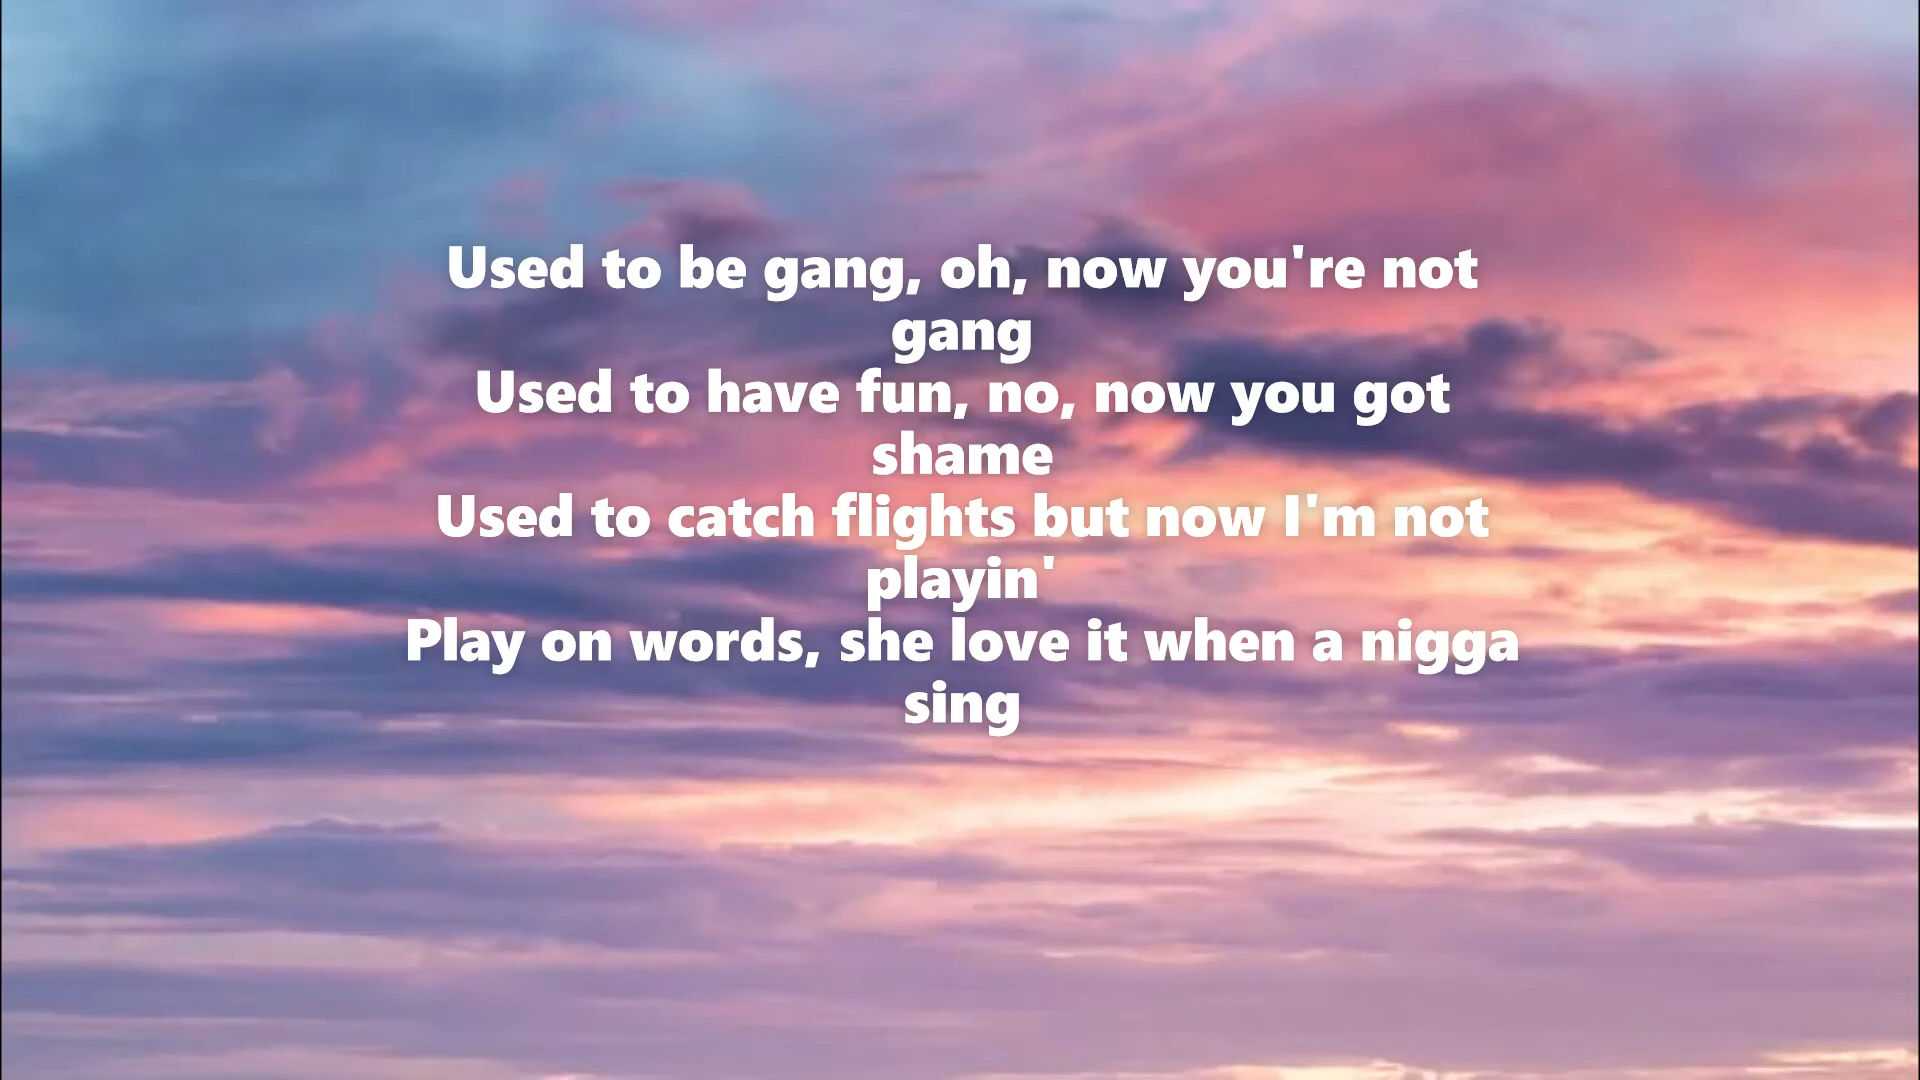 Used to be gang, oh, now you're not
gang
Used to have fun, no, now you got
shame
Used to catch flights but now I'm not
playin'
Play on words, she love it when a nigga
sing